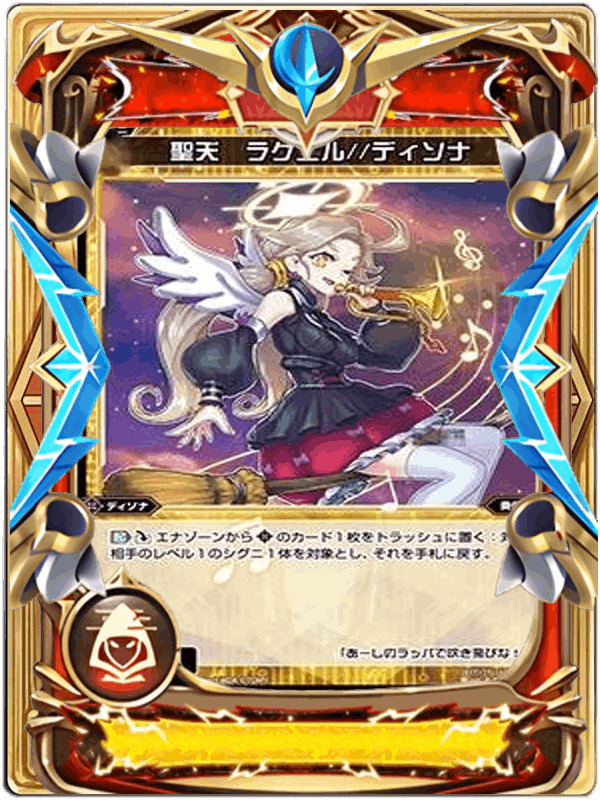 聖天 ラグエル//ディソナ
ディソナ
エナゾーンから のカード1枚をトラッシュに置く:対
相手のレベル1のシグニ1体を対象とし、それを手札に戻す。
「あーしのラッパで吹き飛びな!